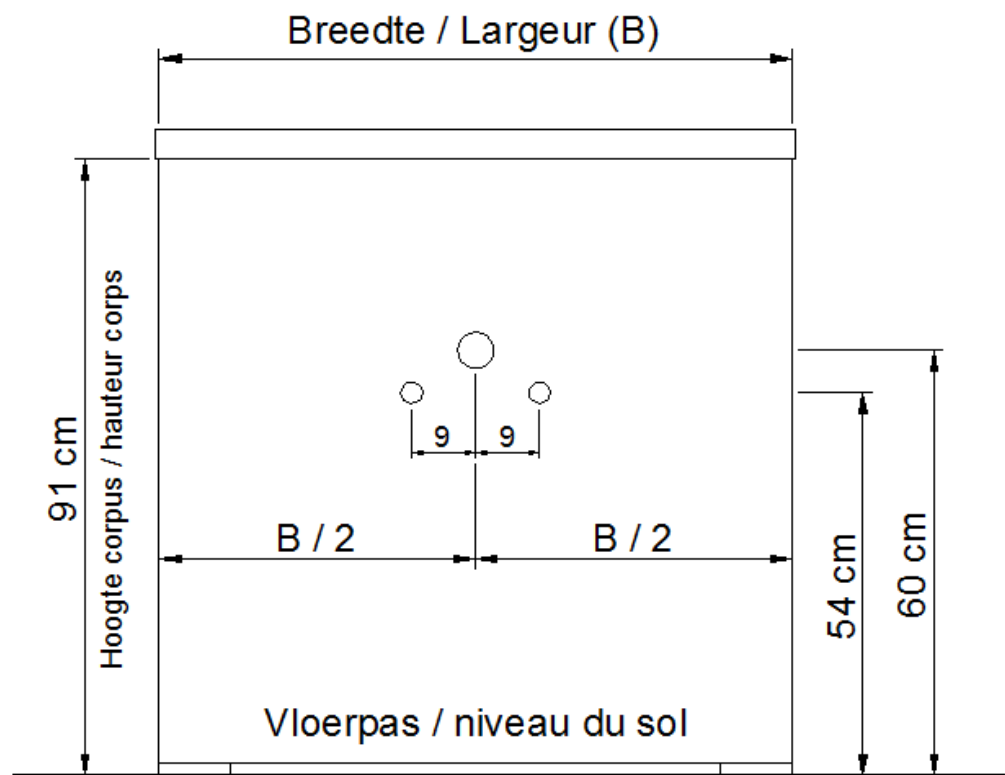 Breedte / Largeur (B)
91 cm
Hoogte corpus / hauteur corps
9
9
B / 2
B / 2
54 cm
60 cm
Vloerpas / niveau du sol